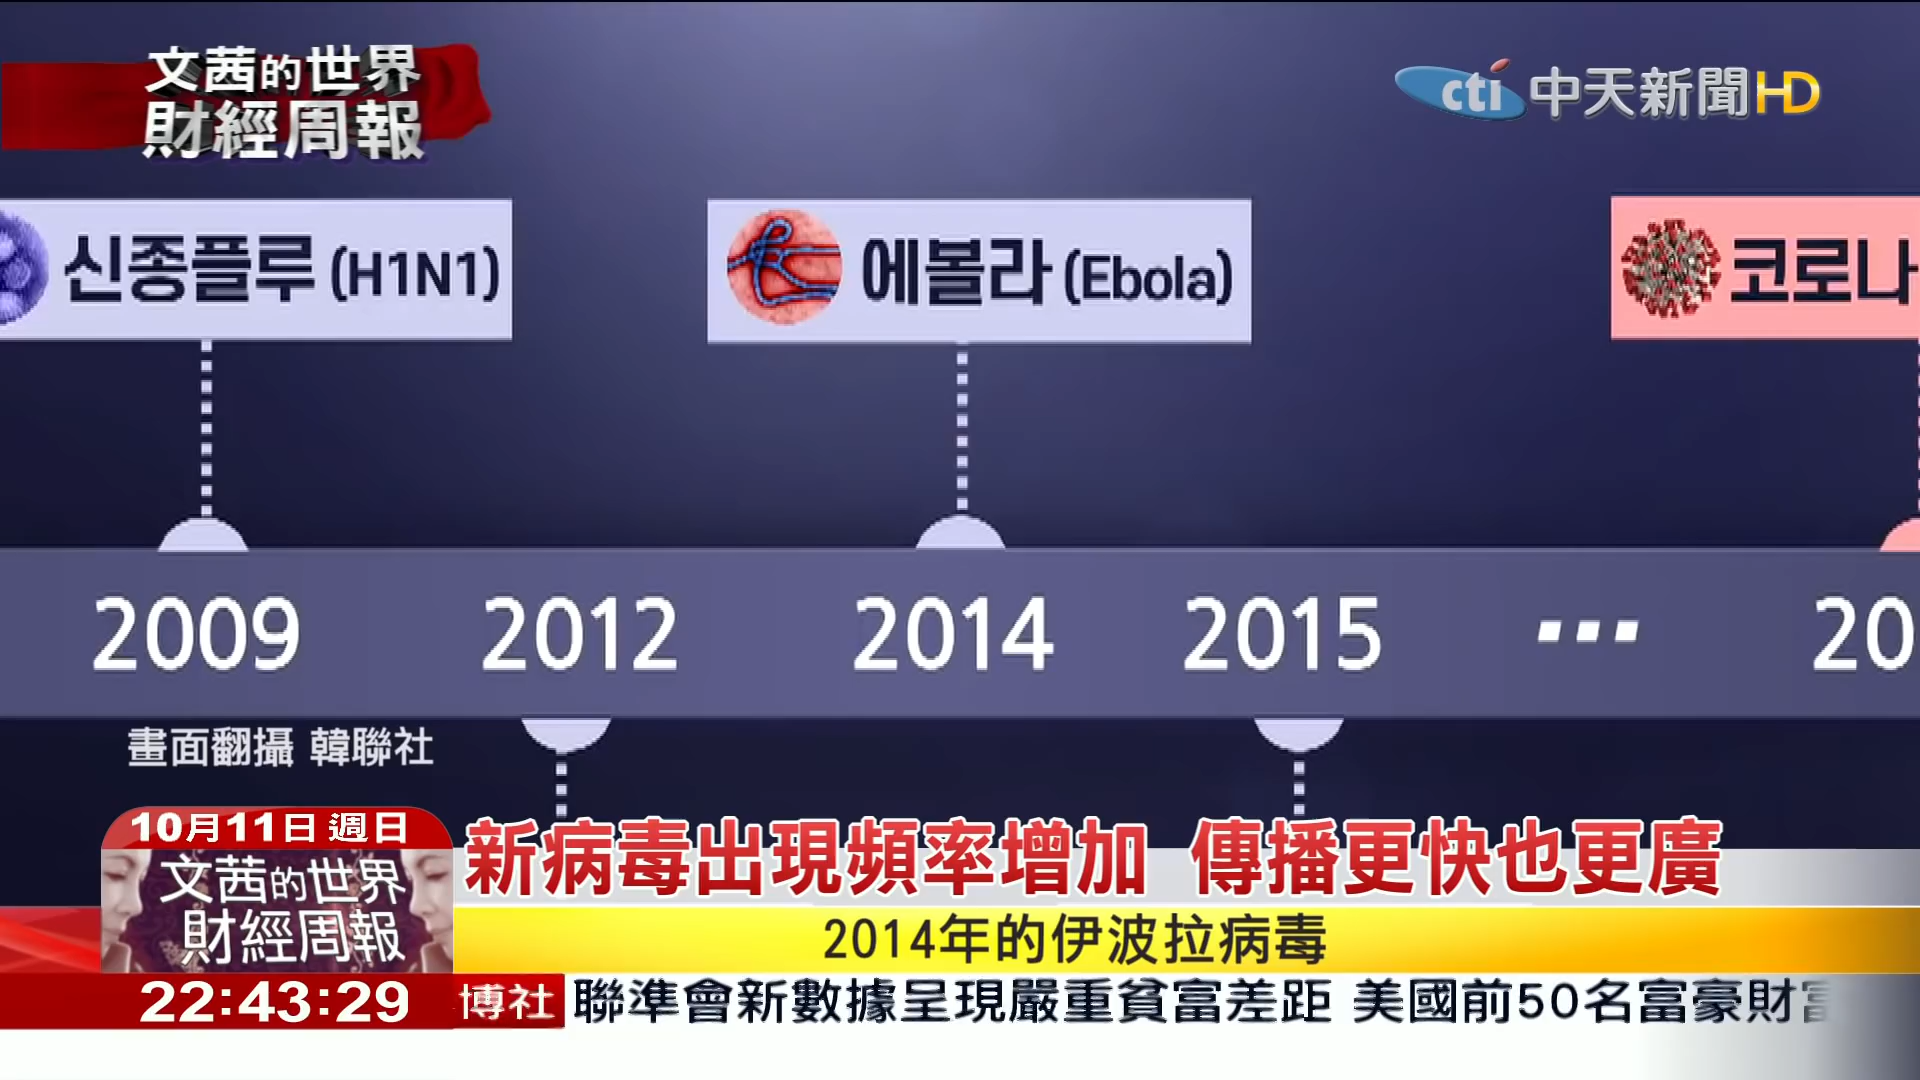 文茜的世界
財經周報
cti 中天新聞HD
신종플루 (H1N1)
에볼라 (Ebola)
코로나
2009 2012 2014 2015 ... 20
畫面翻攝 韓聯社
10月11日 週日
文茜的世界
財經周報
新病毒出現頻率增加 傳播更快也更廣
2014年的伊波拉病毒
22:43:29
博社 聯準會新數據呈現嚴重貧富差距 美國前50名富豪財富